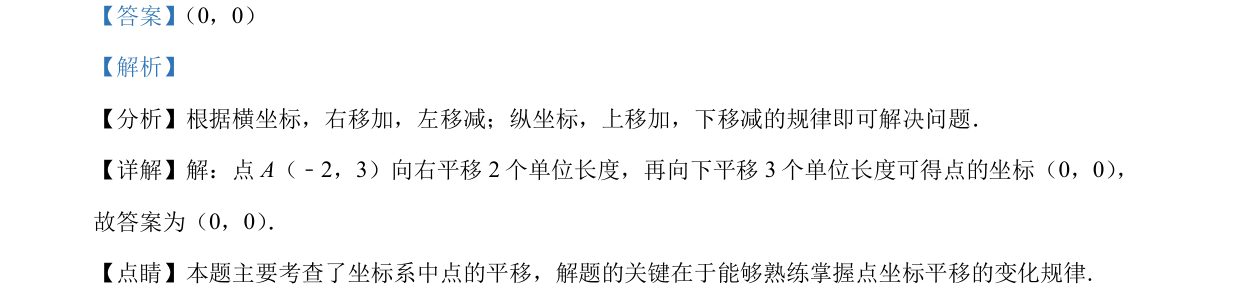 【答案】（0，0）
【解析】
【分析】根据横坐标，右移加，左移减；纵坐标，上移加，下移减的规律即可解决问题．
【详解】解：点 A（﹣2，3）向右平移 2 个单位长度，再向下平移 3 个单位长度可得点的坐标（0，0），
故答案为（0，0）．
【点睛】本题主要考查了坐标系中点的平移，解题的关键在于能够熟练掌握点坐标平移的变化规律．